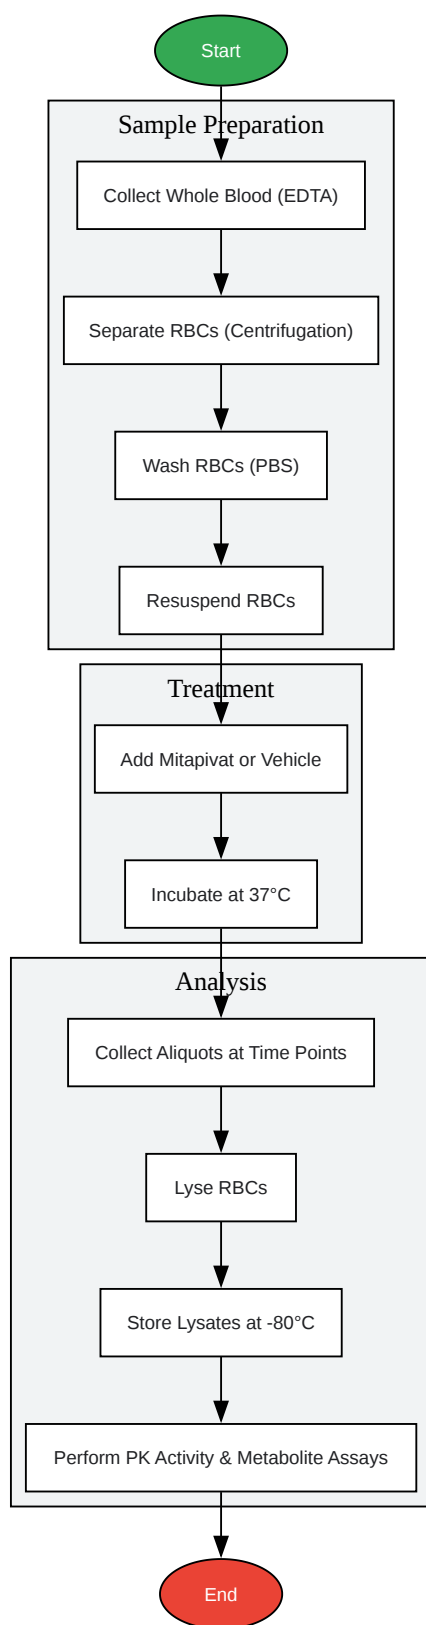 Start
Sample Preparation
Collect Whole Blood (EDTA)
Separate RBCs (Centrifugation)
Wash RBCs (PBS)
Resuspend RBCs
Treatment
Add Mitapivat or Vehicle
Incubate at 37°C
Analysis
Collect Aliquots at Time Points
Lyse RBCs
Store Lysates at -80°C
Perform PK Activity & Metabolite Assays
End